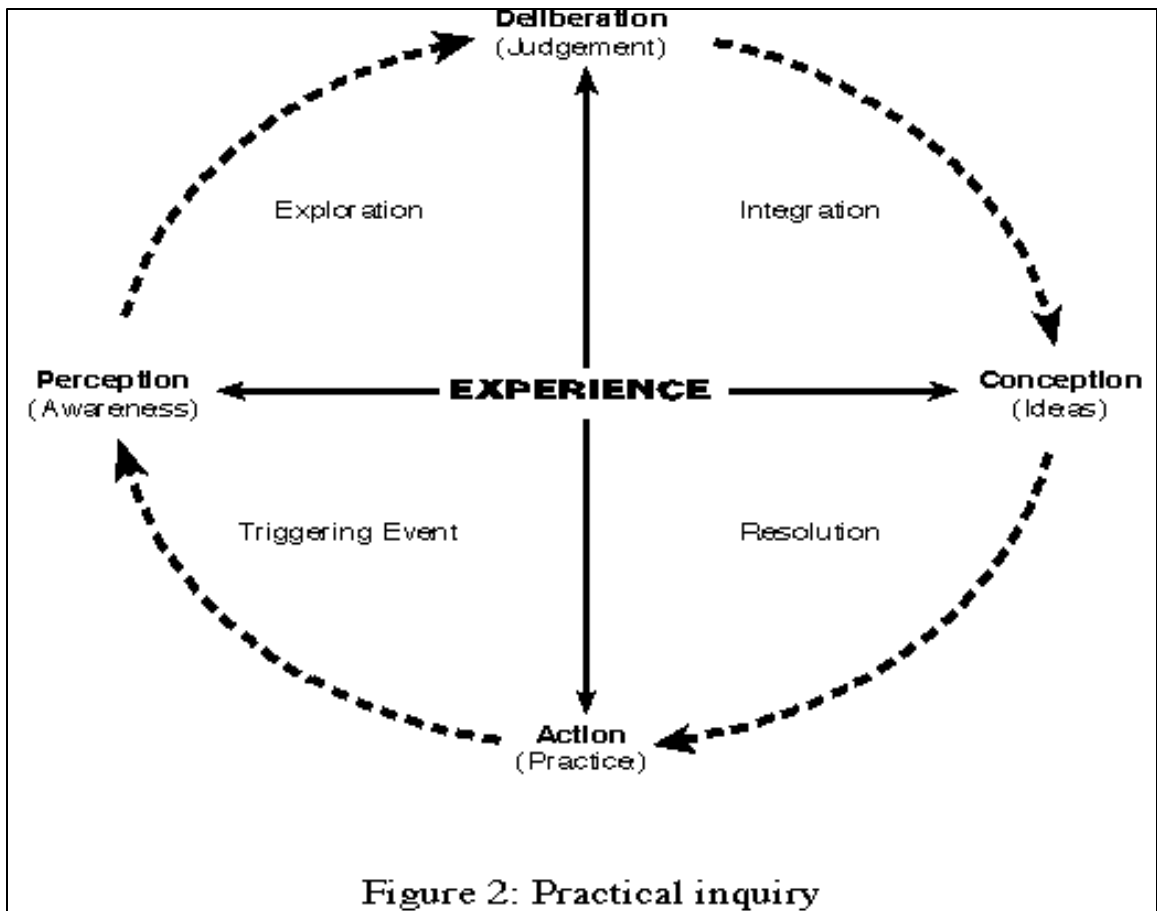 Deliberation
(Judgement)
Exploration
Integration
Perception
(Awareness)
EXPERIENCE
Conception
(Ideas)
Triggering Event
Resolution
Action
(Practice)
Figure 2: Practical inquiry